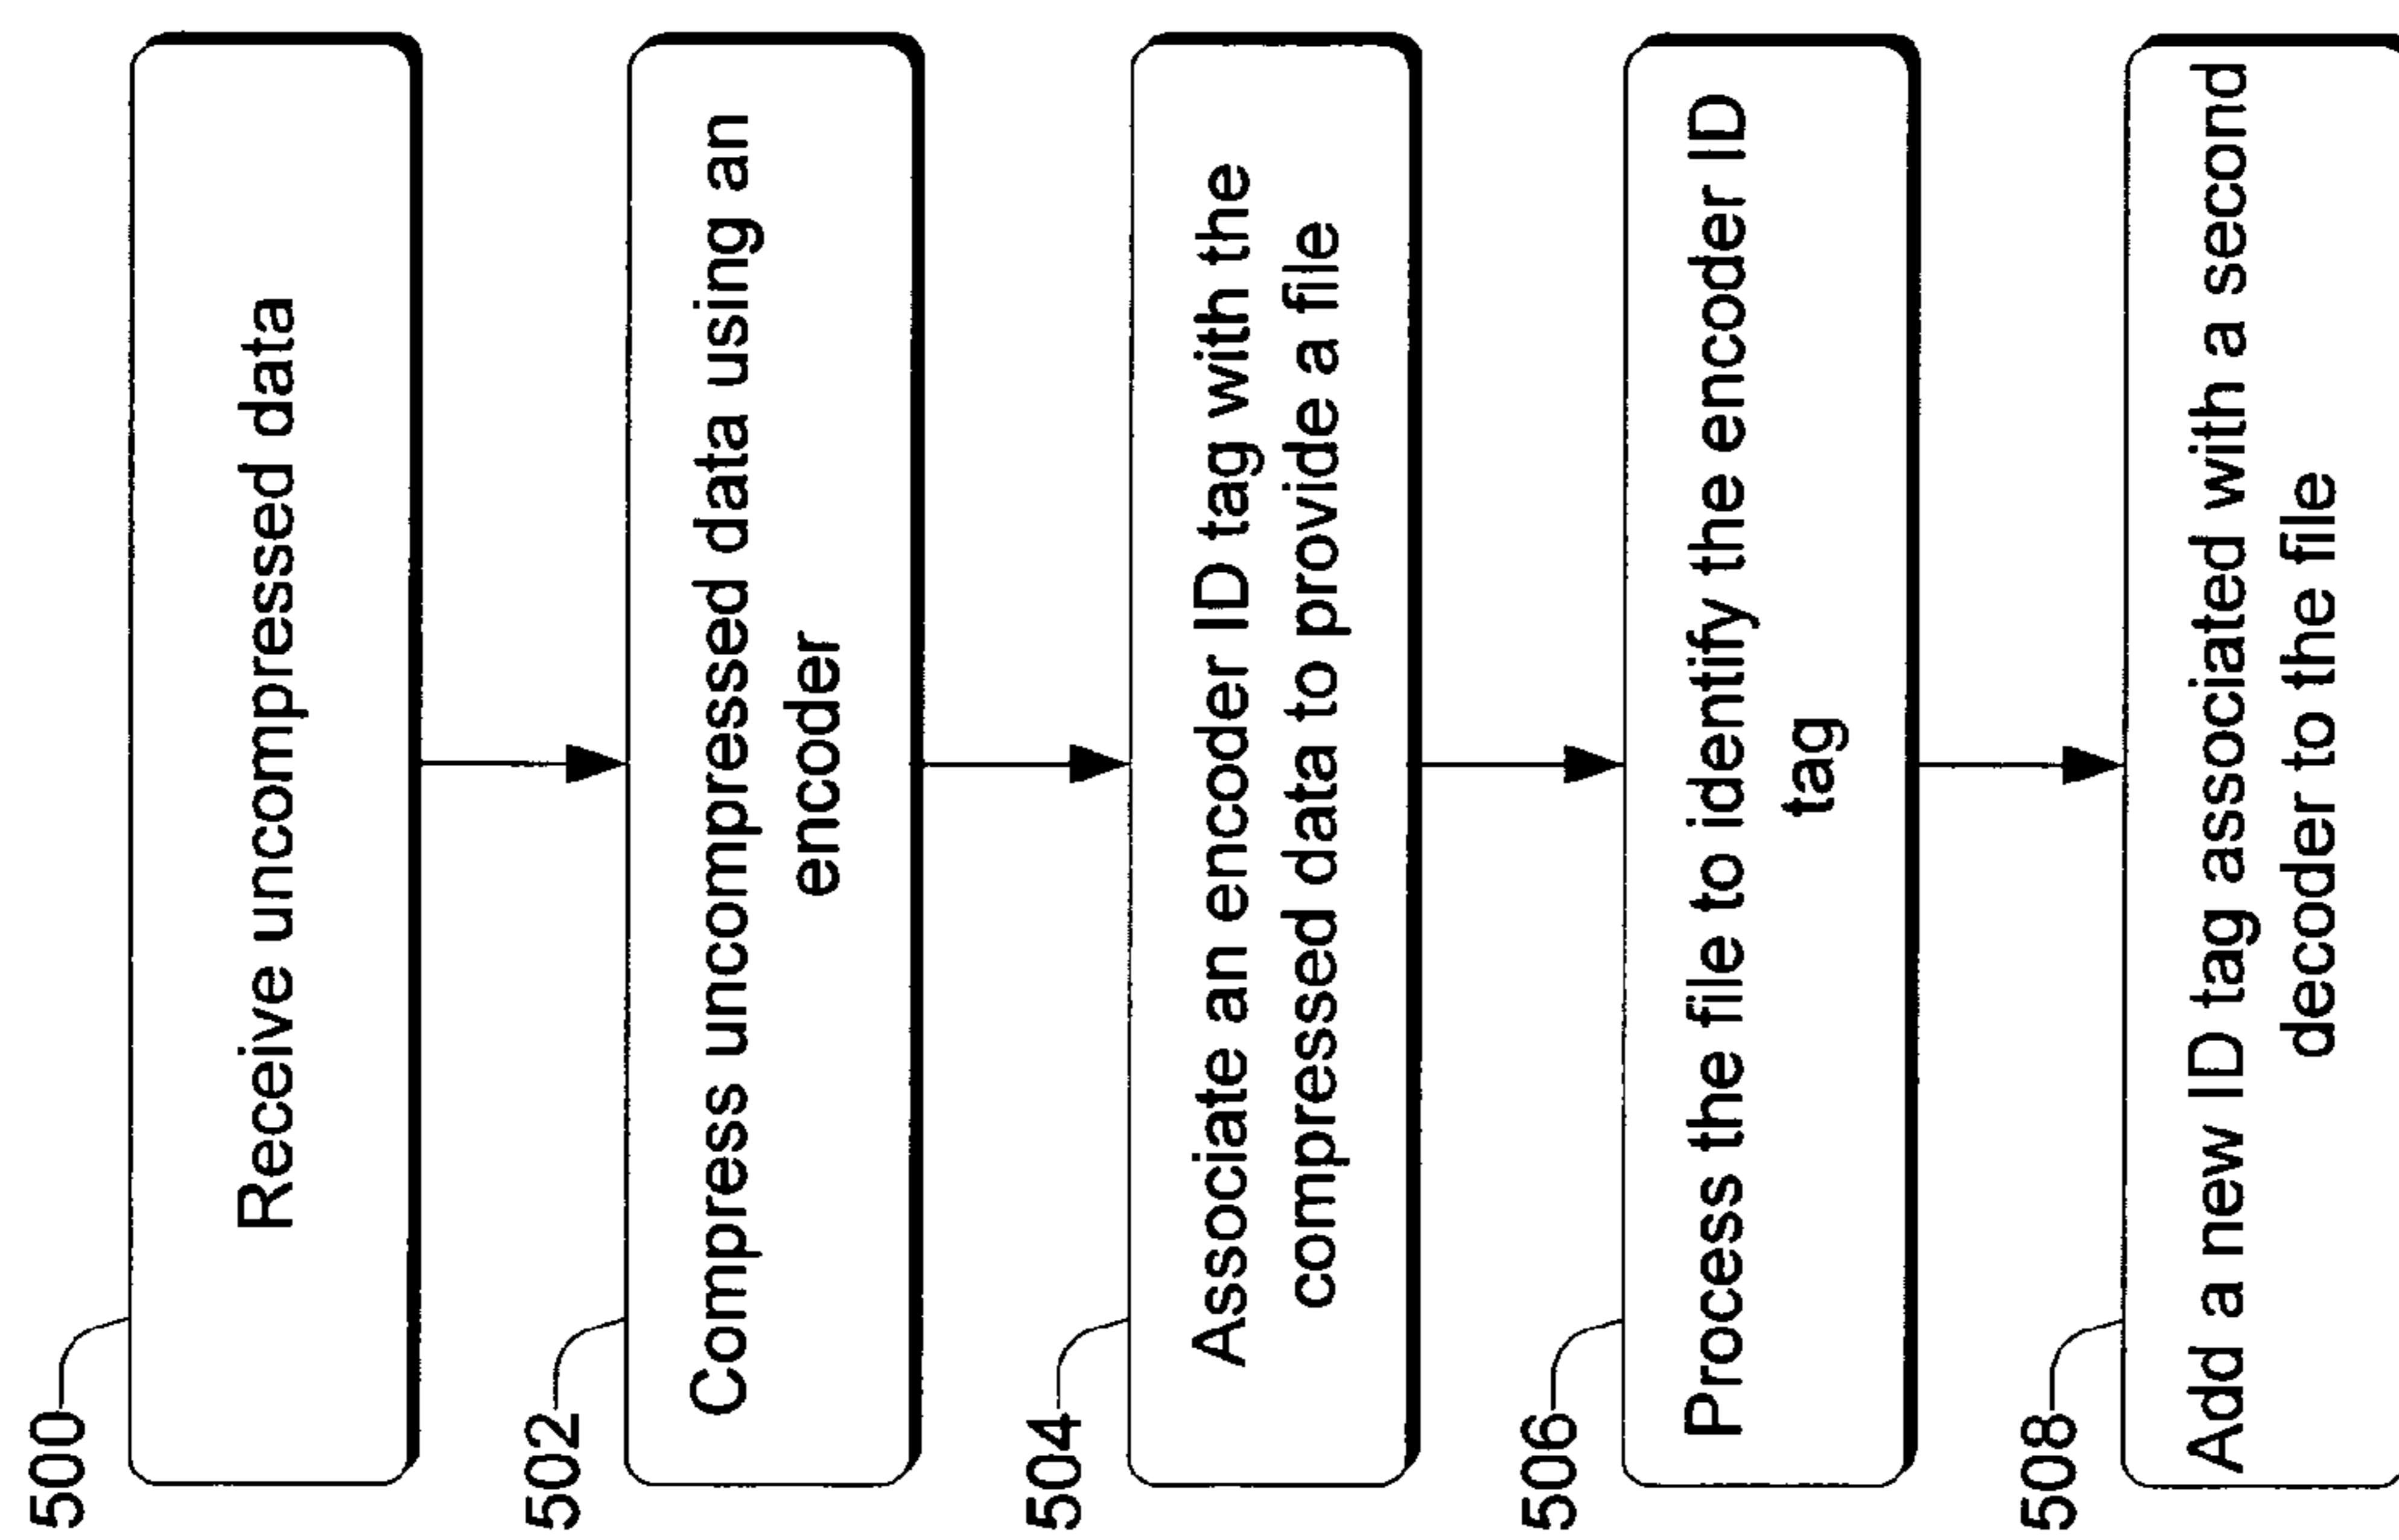 500
Receive uncompressed data
502
Compress uncompressed data using an
encoder
504
Associate an encoder ID tag with the
compressed data to provide a file
506
Process the file to identify the encoder ID
tag
508
Add a new ID tag associated with a second
decoder to the file